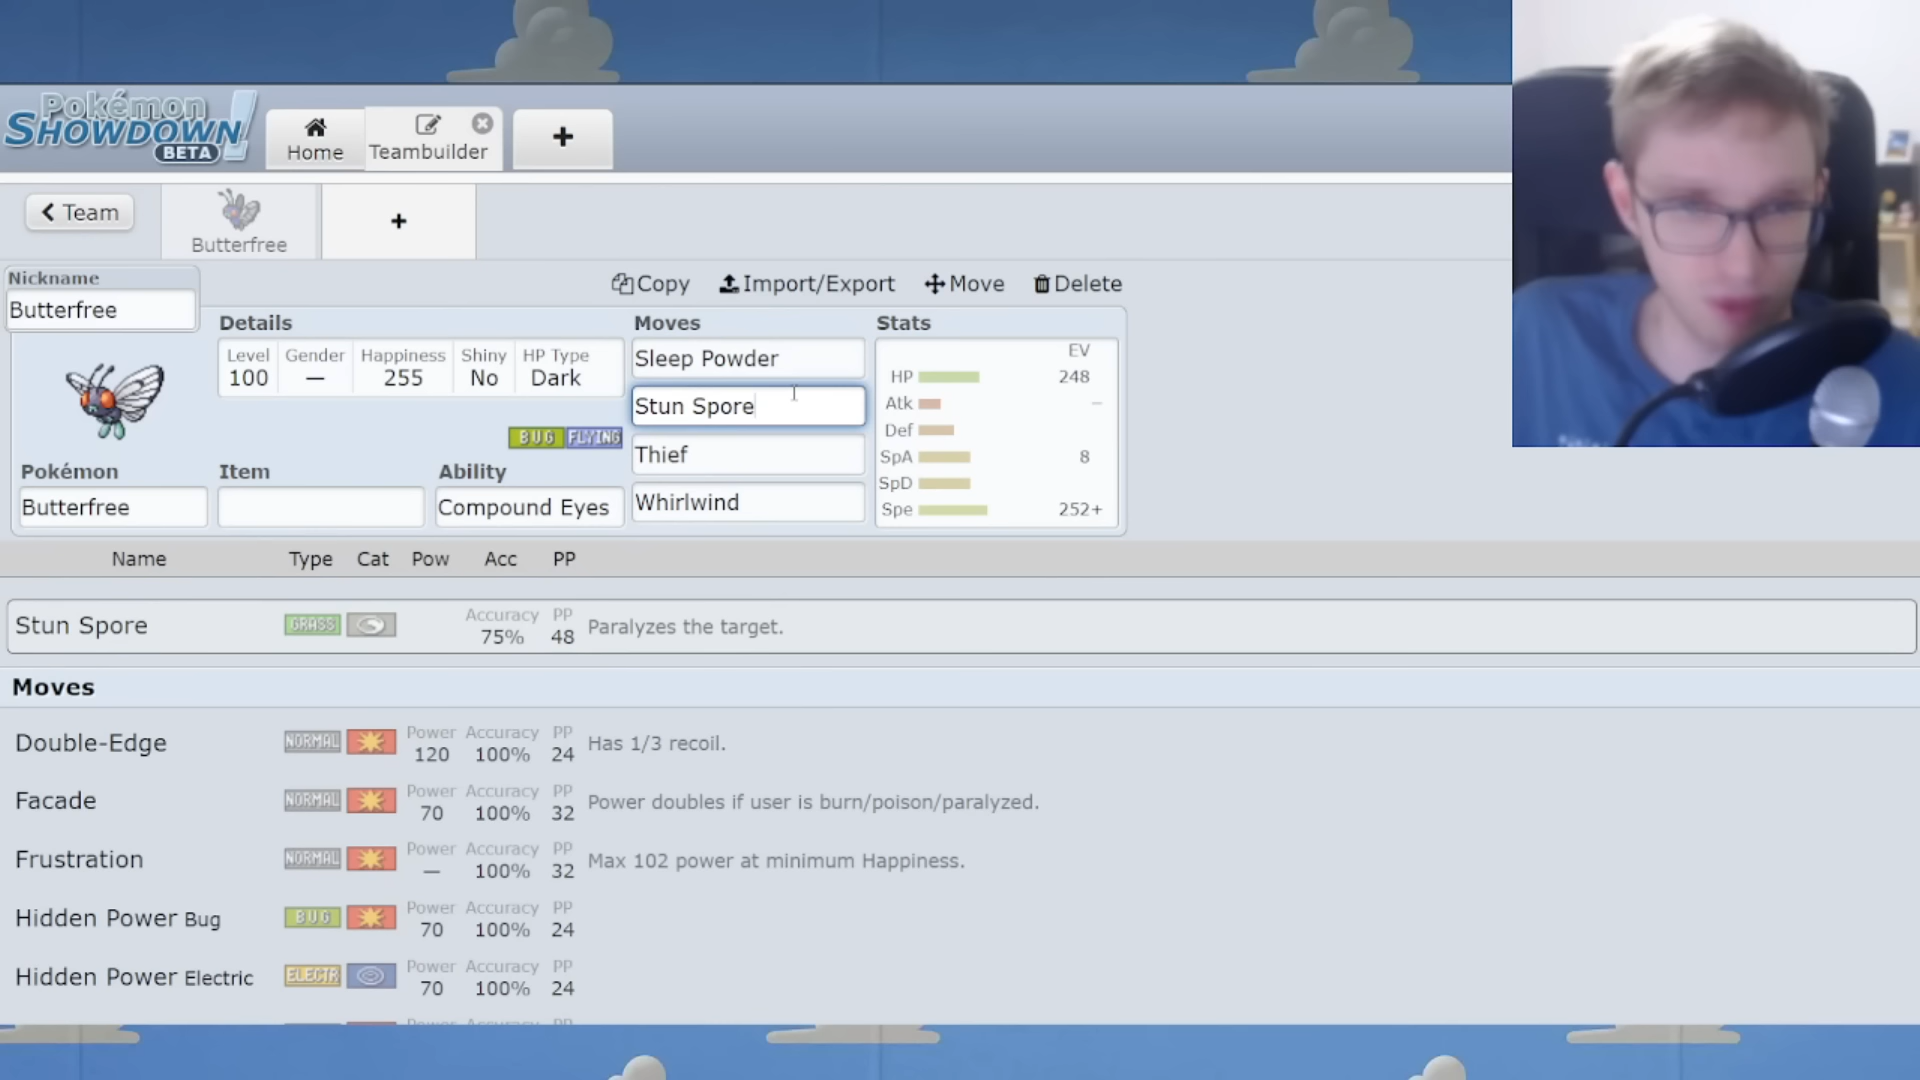 Pokémon
SHOWDOWN!
BETA
Home
Teambuilder
+
Team
Butterfree
+
Nickname
Butterfree
Copy
Import/Export
Move
Delete
Details
Level
100
Gender
—
Happiness
255
Shiny
No
HP Type
Dark
BUG FLYING
Pokémon
Butterfree
Item
Ability
Compound Eyes
Moves
Sleep Powder
Stun Spore
Thief
Whirlwind
Stats
EV
HP 248
Atk –
Def
SpA 8
SpD
Spe 252+
Name Type Cat Pow Acc PP
Stun Spore GRASS Accuracy 75% PP 48 Paralyzes the target.
Moves
Double-Edge NORMAL Power 120 Accuracy 100% PP 24 Has 1/3 recoil.
Facade NORMAL Power 70 Accuracy 100% PP 32 Power doubles if user is burn/poison/paralyzed.
Frustration NORMAL Power — Accuracy 100% PP 32 Max 102 power at minimum Happiness.
Hidden Power Bug BUG Power 70 Accuracy 100% PP 24
Hidden Power Electric ELECTR Power 70 Accuracy 100% PP 24